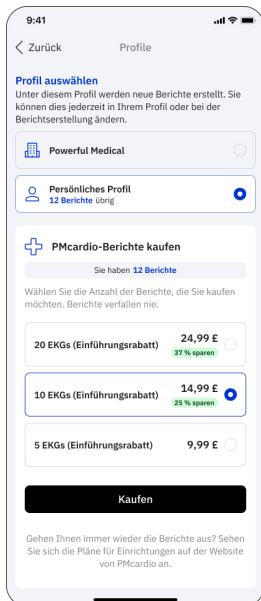 9:41
Zurück
Profile
Profil auswählen
Unter diesem Profil werden neue Berichte erstellt. Sie
können dies jederzeit in Ihrem Profil oder bei der
Berichtserstellung ändern.
Powerful Medical
Persönliches Profil
12 Berichte übrig
PMcardio-Berichte kaufen
Sie haben 12 Berichte
Wählen Sie die Anzahl der Berichte, die Sie kaufen
möchten. Berichte verfallen nie.
20 EKGs (Einführungsrabatt) 24,99 £
37 % sparen
10 EKGs (Einführungsrabatt) 14,99 £
25 % sparen
5 EKGs (Einführungsrabatt) 9,99 £
Kaufen
Gehen Ihnen immer wieder die Berichte aus? Sehen
Sie sich die Pläne für Einrichtungen auf der Website
von PMcardio an.